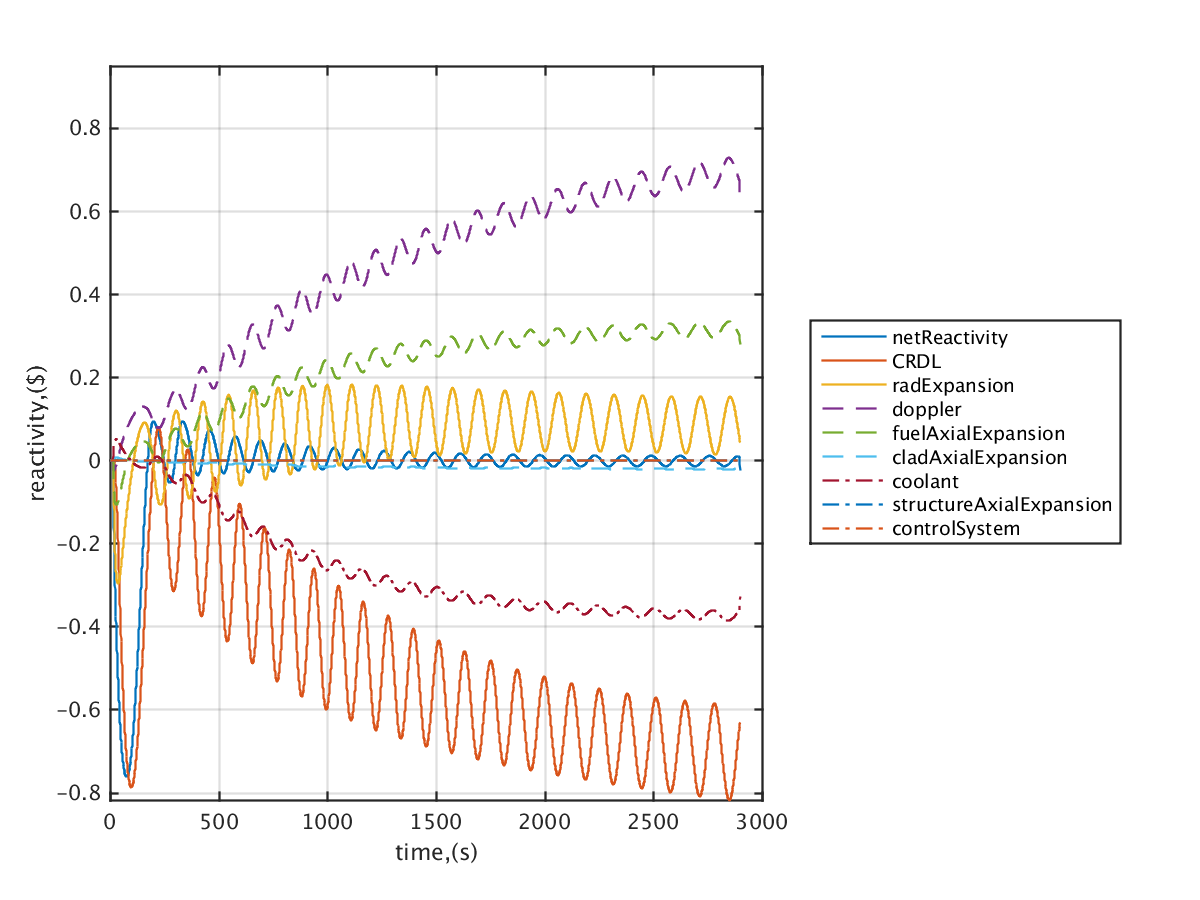 0.8
0.6
0.4
0.2
0
-0.2
-0.4
-0.6
-0.8
reactivity,($)
0 500 1000 1500 2000 2500 3000
time,(s)
netReactivity
CRDL
radExpansion
doppler
fuelAxialExpansion
cladAxialExpansion
coolant
structureAxialExpansion
controlSystem